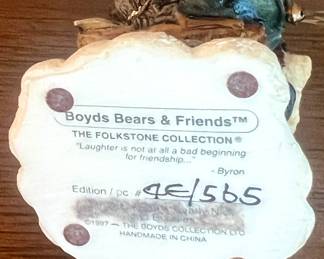 Boyds Bears & Friends™
THE FOLKSTONE COLLECTION®
"Laughter is not at all a bad beginning
for friendship..."
- Byron
Edition / pc # 4E/565
©1997 - THE BOYDS COLLECTION LTD.
HANDMADE IN CHINA